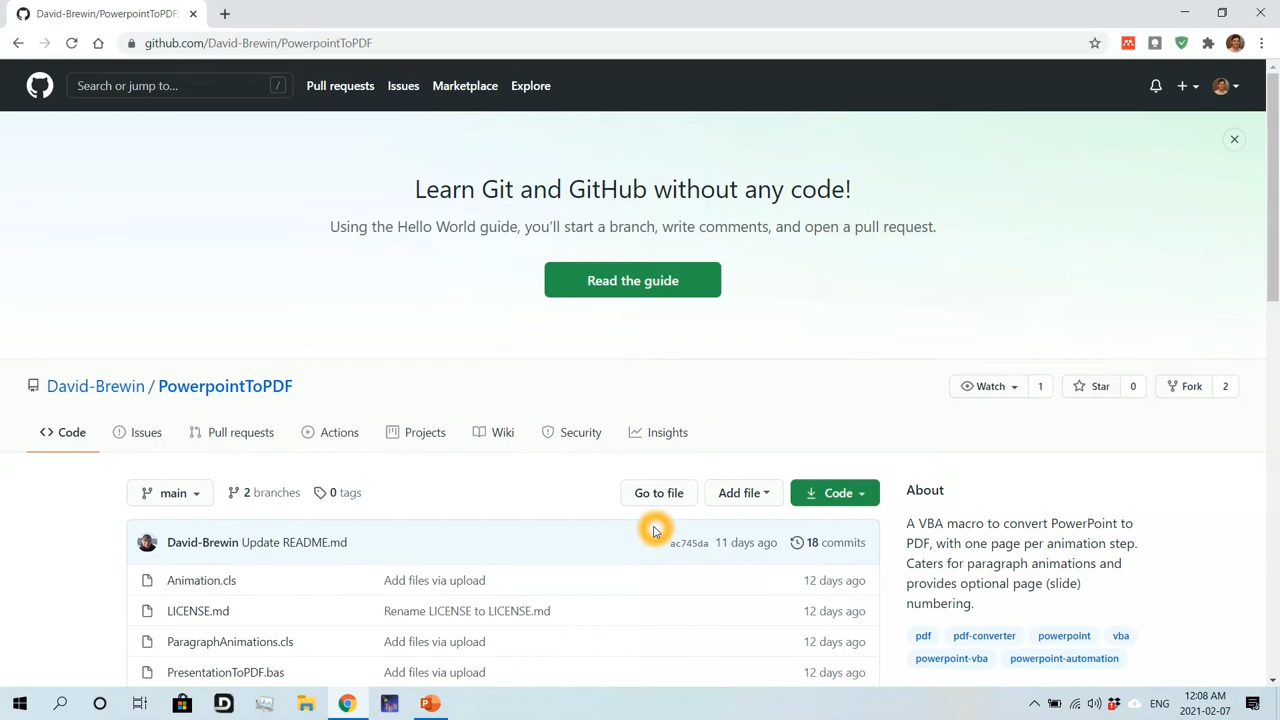 David-Brewin/PowerpointToPDF:
github.com/David-Brewin/PowerpointToPDF
Search or jump to... /
Pull requests
Issues
Marketplace
Explore
Learn Git and GitHub without any code!
Using the Hello World guide, you'll start a branch, write comments, and open a pull request.
Read the guide
David-Brewin / PowerpointToPDF
Watch 1
Star 0
Fork 2
Code
Issues
Pull requests
Actions
Projects
Wiki
Security
Insights
main
2 branches
0 tags
Go to file
Add file
Code
David-Brewin Update README.md
ac745da 11 days ago
18 commits
Animation.cls Add files via upload 12 days ago
LICENSE.md Rename LICENSE to LICENSE.md 12 days ago
ParagraphAnimations.cls Add files via upload 12 days ago
PresentationToPDF.bas Add files via upload 12 days ago
About
A VBA macro to convert PowerPoint to
PDF, with one page per animation step.
Caters for paragraph animations and
provides optional page (slide)
numbering.
pdf pdf-converter powerpoint vba
powerpoint-vba powerpoint-automation
ENG
12:08 AM
2021-02-07